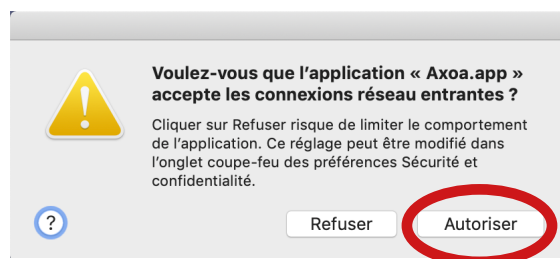 Voulez-vous que l’application « Axoa.app »
accepte les connexions réseau entrantes ?
Cliquer sur Refuser risque de limiter le comportement
de l’application. Ce réglage peut être modifié dans
l’onglet coupe-feu des préférences Sécurité et
confidentialité.
?
Refuser
Autoriser